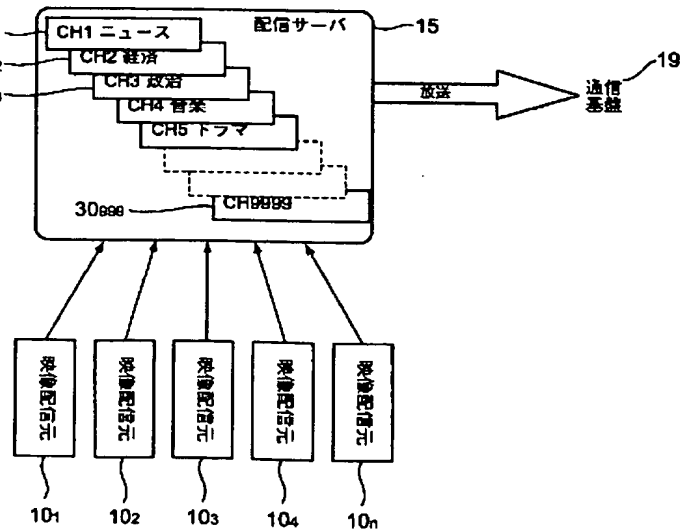 配信サーバ
15
CH1 ニュース
CH2 経済
CH3 政治
CH4 音楽
CH5 ドラマ
CH9999
30999
放送
通信
基盤
19
映像配信元
映像配信元
映像配信元
映像配信元
映像配信元
101
102
103
104
10n